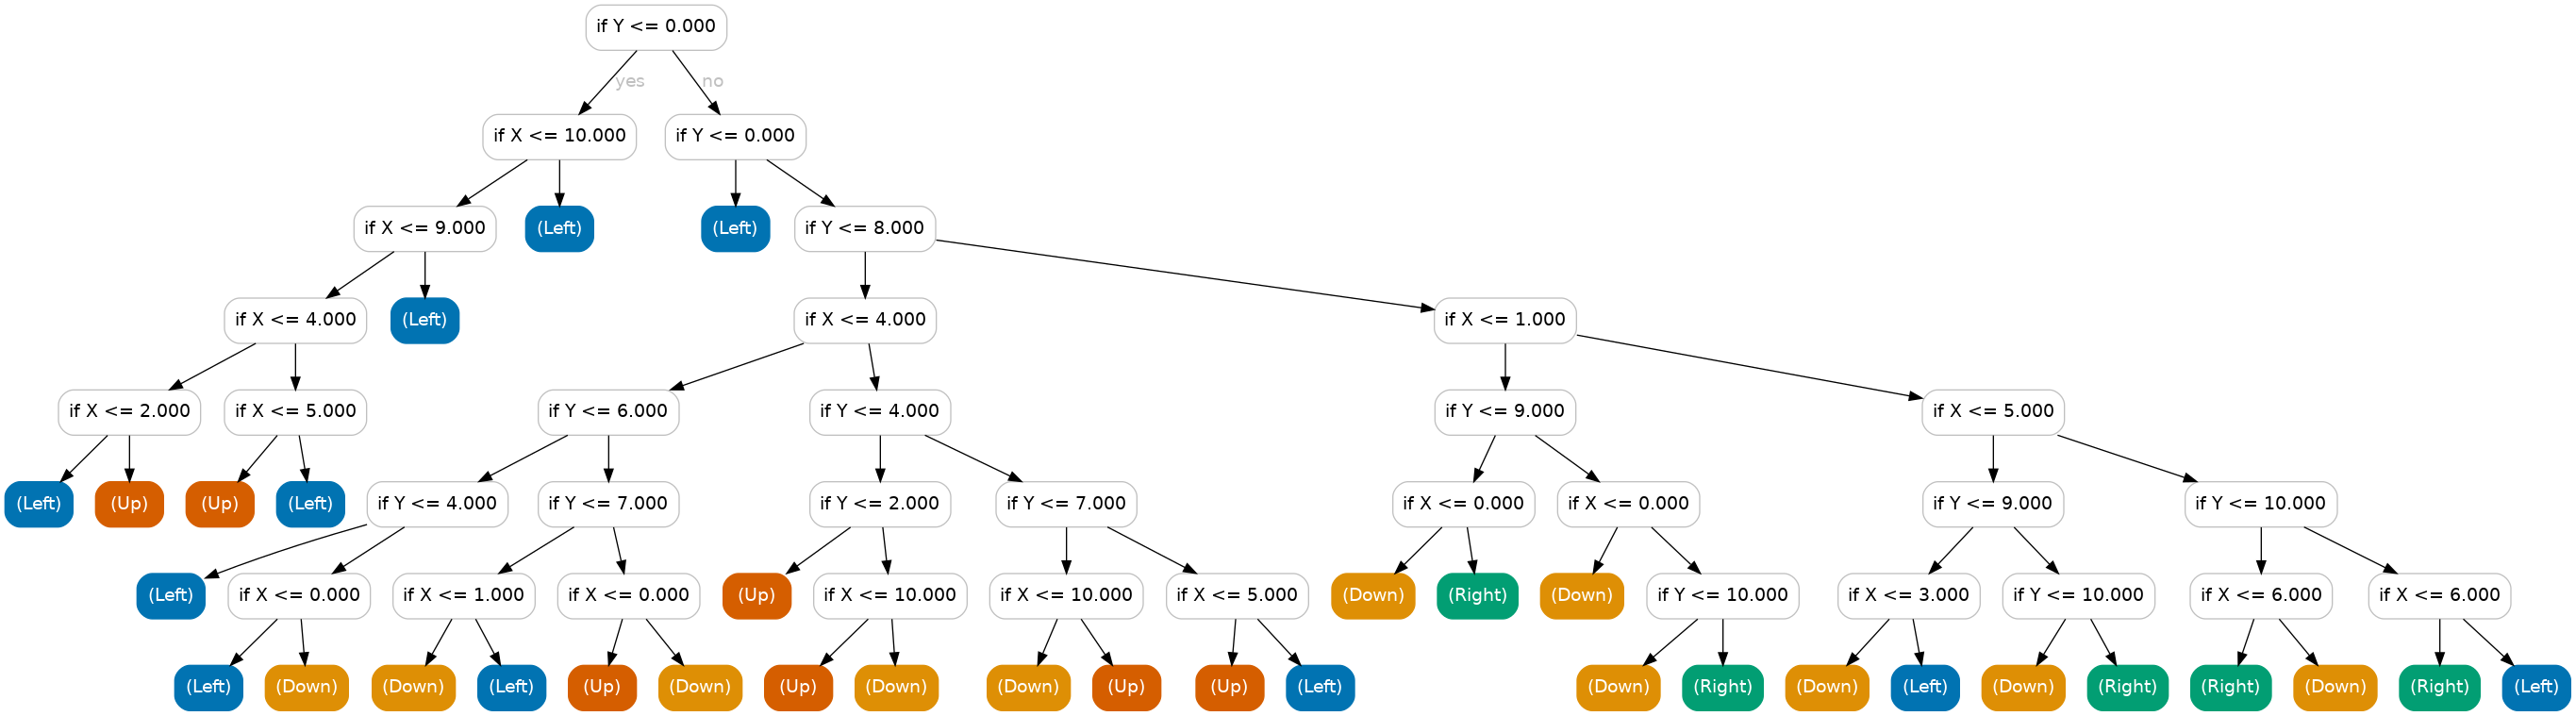 if Y <= 0.000
yes
no
if X <= 10.000
if Y <= 0.000
if X <= 9.000
(Left)
(Left)
if Y <= 8.000
if X <= 4.000
(Left)
if X <= 4.000
if X <= 1.000
if X <= 2.000
if X <= 5.000
if Y <= 6.000
if Y <= 4.000
if Y <= 9.000
if X <= 5.000
(Left)
(Up)
(Up)
(Left)
if Y <= 4.000
if Y <= 7.000
if Y <= 2.000
if Y <= 7.000
if X <= 0.000
if X <= 0.000
if Y <= 9.000
if Y <= 10.000
(Left)
if X <= 0.000
if X <= 1.000
if X <= 0.000
(Up)
if X <= 10.000
if X <= 10.000
if X <= 5.000
(Down)
(Right)
(Down)
if Y <= 10.000
if X <= 3.000
if Y <= 10.000
if X <= 6.000
if X <= 6.000
(Left)
(Down)
(Down)
(Left)
(Up)
(Down)
(Up)
(Down)
(Down)
(Up)
(Up)
(Left)
(Down)
(Right)
(Down)
(Left)
(Down)
(Right)
(Right)
(Down)
(Right)
(Left)